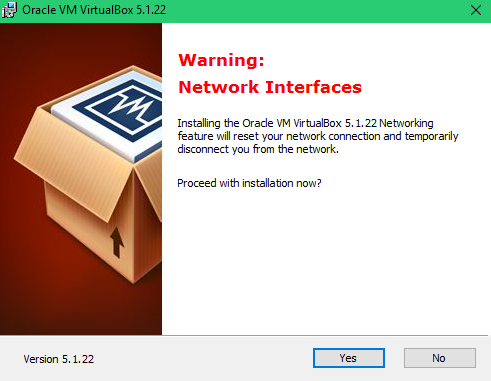 Oracle VM VirtualBox 5.1.22
Warning:
Network Interfaces
Installing the Oracle VM VirtualBox 5.1.22 Networking
feature will reset your network connection and temporarily
disconnect you from the network.
Proceed with installation now?
Version 5.1.22
Yes
No